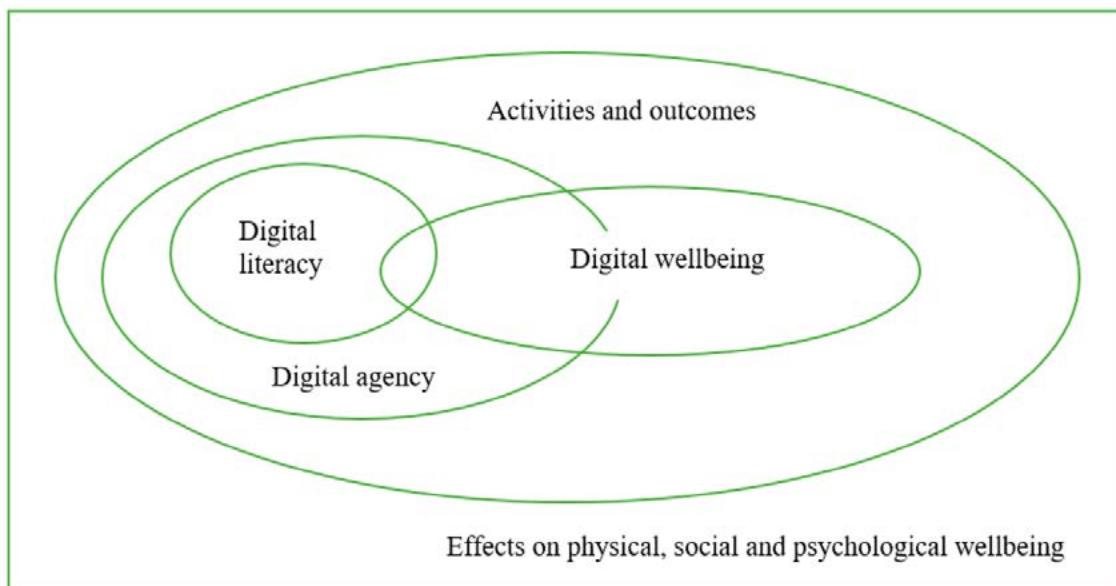 Activities and outcomes
Digital
literacy
Digital wellbeing
Digital agency
Effects on physical, social and psychological wellbeing